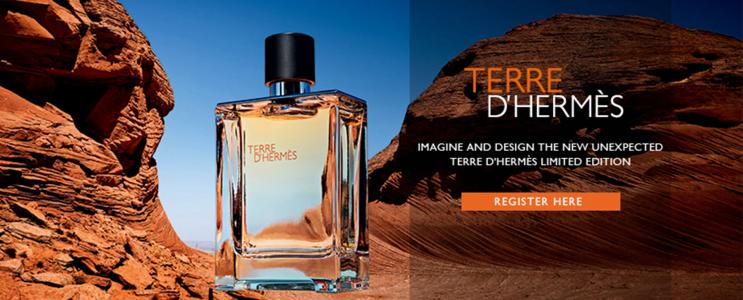 TERRE
D'HERMÈS
TERRE
D'HERMÈS
IMAGINE AND DESIGN THE NEW UNEXPECTED
TERRE D'HERMÈS LIMITED EDITION
REGISTER HERE